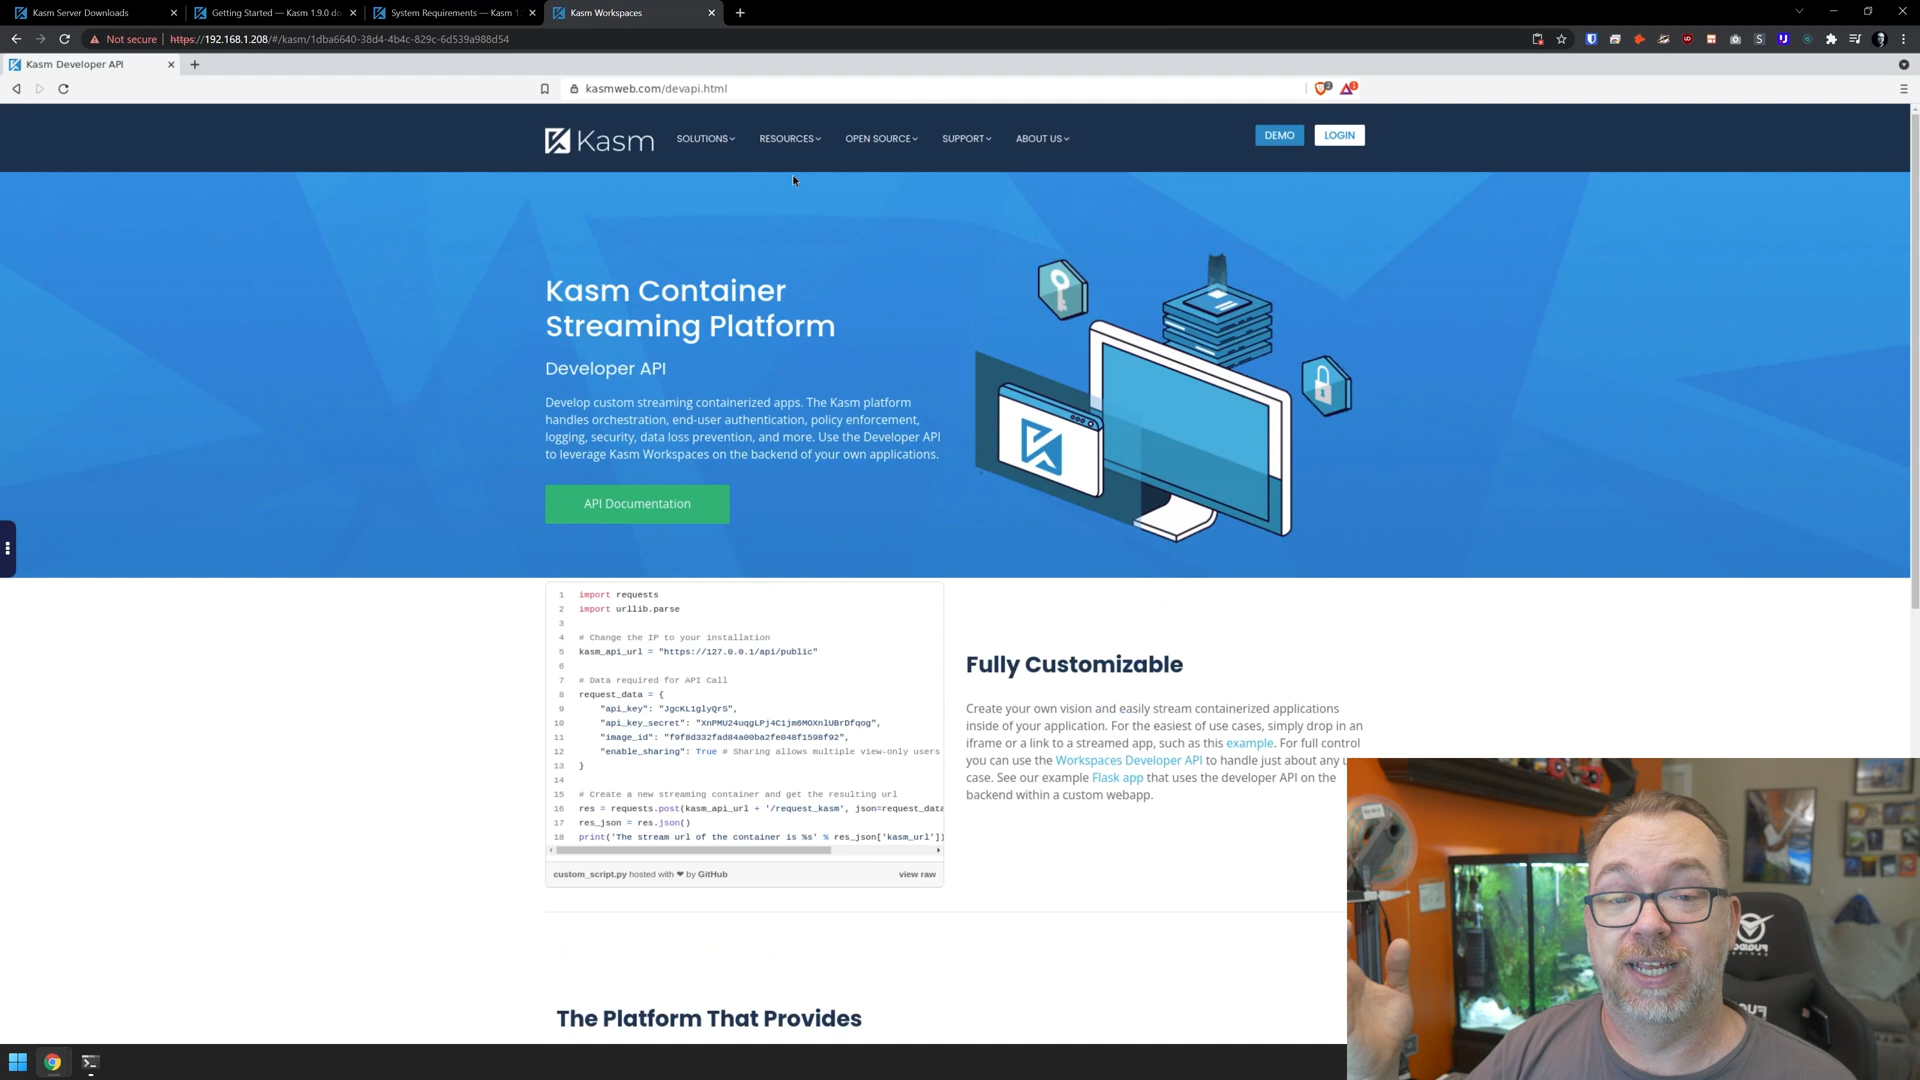 Kasm Server Downloads
Getting Started — Kasm 1.9.0 do
System Requirements — Kasm 1.
Kasm Workspaces
Not secure
https://192.168.1.208/#/kasm/1dba6640-38d4-4b4c-829c-6d539a988d54
Kasm Developer API
kasmweb.com/devapi.html
Kasm
SOLUTIONS
RESOURCES
OPEN SOURCE
SUPPORT
ABOUT US
DEMO
LOGIN
Kasm Container
Streaming Platform
Developer API
Develop custom streaming containerized apps. The Kasm platform
handles orchestration, end-user authentication, policy enforcement,
logging, security, data loss prevention, and more. Use the Developer API
to leverage Kasm Workspaces on the backend of your own applications.
API Documentation
1 import requests
2 import urllib.parse
3
4 # Change the IP to your installation
5 kasm_api_url = "https://127.0.0.1/api/public"
6
7 # Data required for API Call
8 request_data = {
9 "api_key": "JgcKL1glyQrS",
10 "api_key_secret": "XnPMU24uqgLPj4C1jm6MOXnlUBrDfqog",
11 "image_id": "f9f8d332fad84a00ba2fe048f1598f92",
12 "enable_sharing": True # Sharing allows multiple view-only users
13 }
14
15 # Create a new streaming container and get the resulting url
16 res = requests.post(kasm_api_url + '/request_kasm', json=request_data
17 res_json = res.json()
18 print('The stream url of the container is %s' % res_json['kasm_url'])
custom_script.py hosted with ❤ by GitHub
view raw
Fully Customizable
Create your own vision and easily stream containerized applications
inside of your application. For the easiest of use cases, simply drop in an
iframe or a link to a streamed app, such as this example. For full control
you can use the Workspaces Developer API to handle just about any
case. See our example Flask app that uses the developer API on the
backend within a custom webapp.
The Platform That Provides